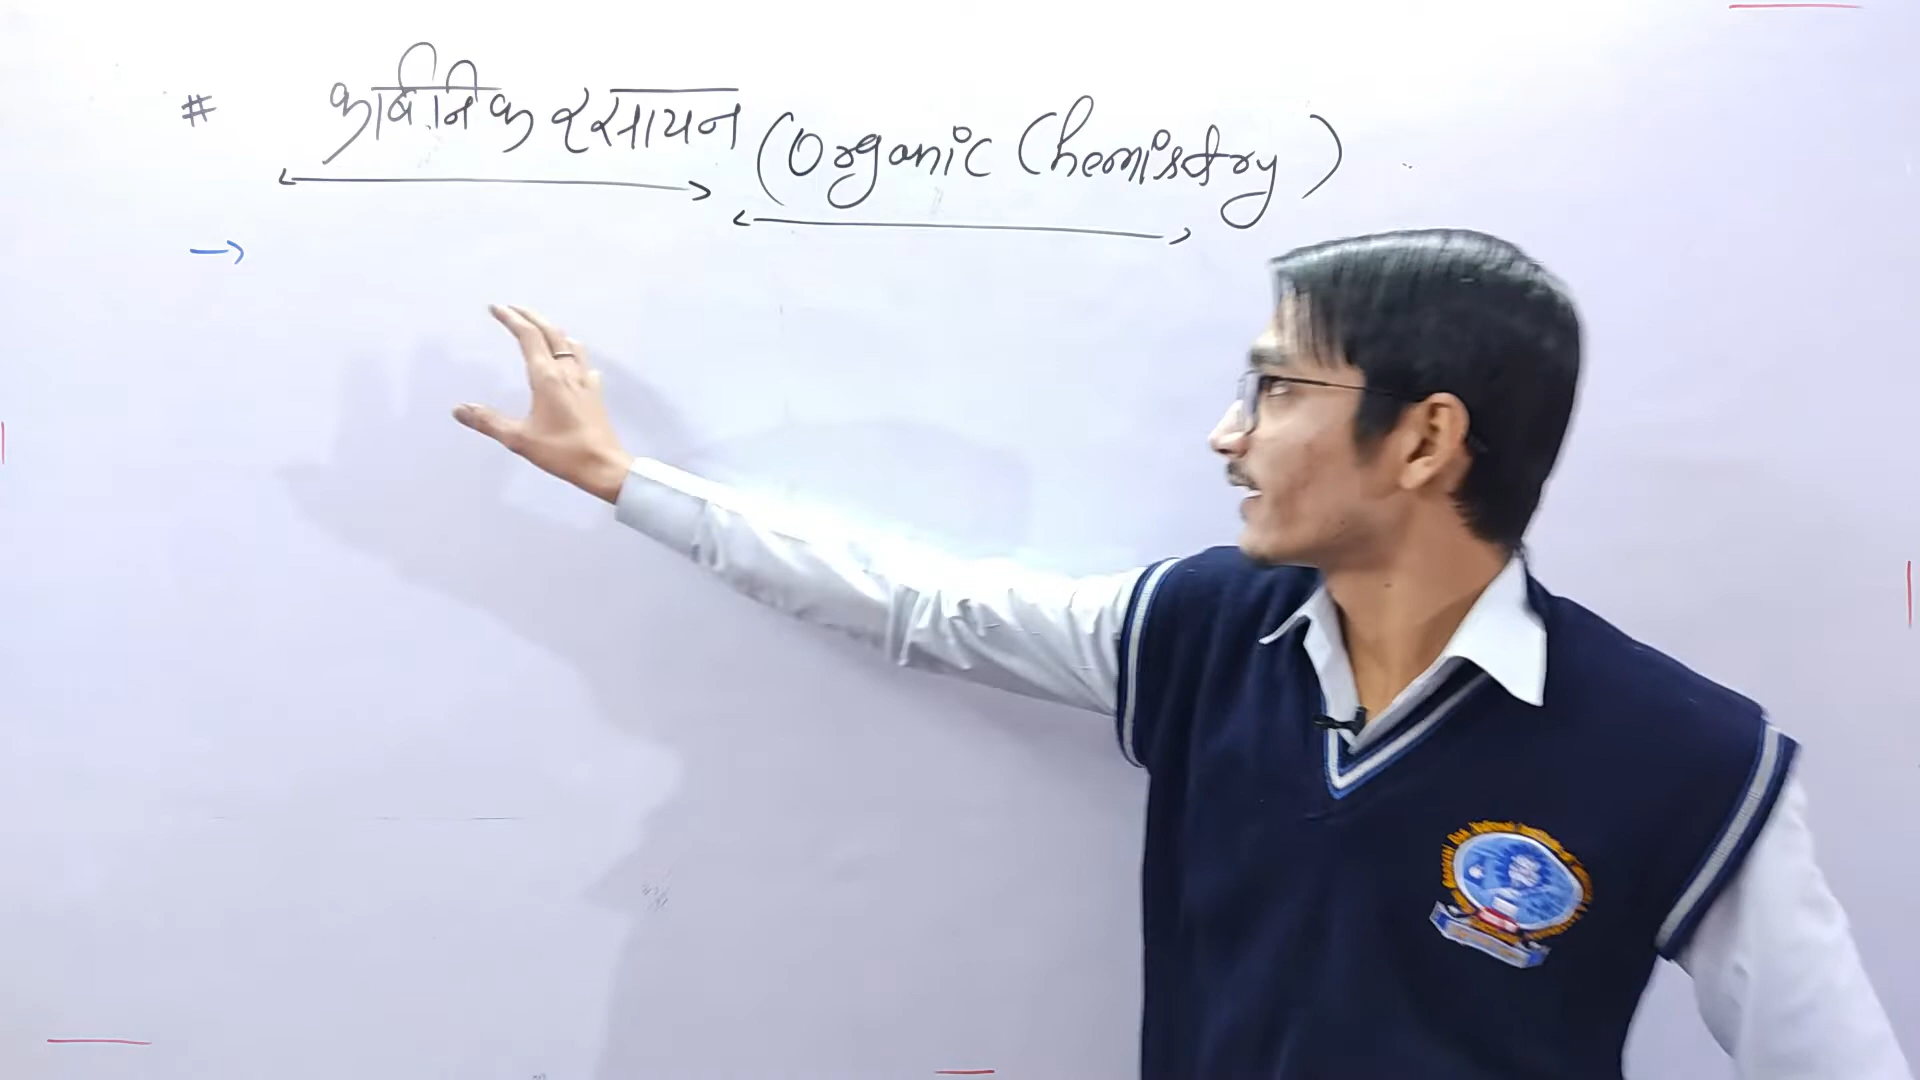 # कार्बनिक रसायन (Organic Chemistry)
→